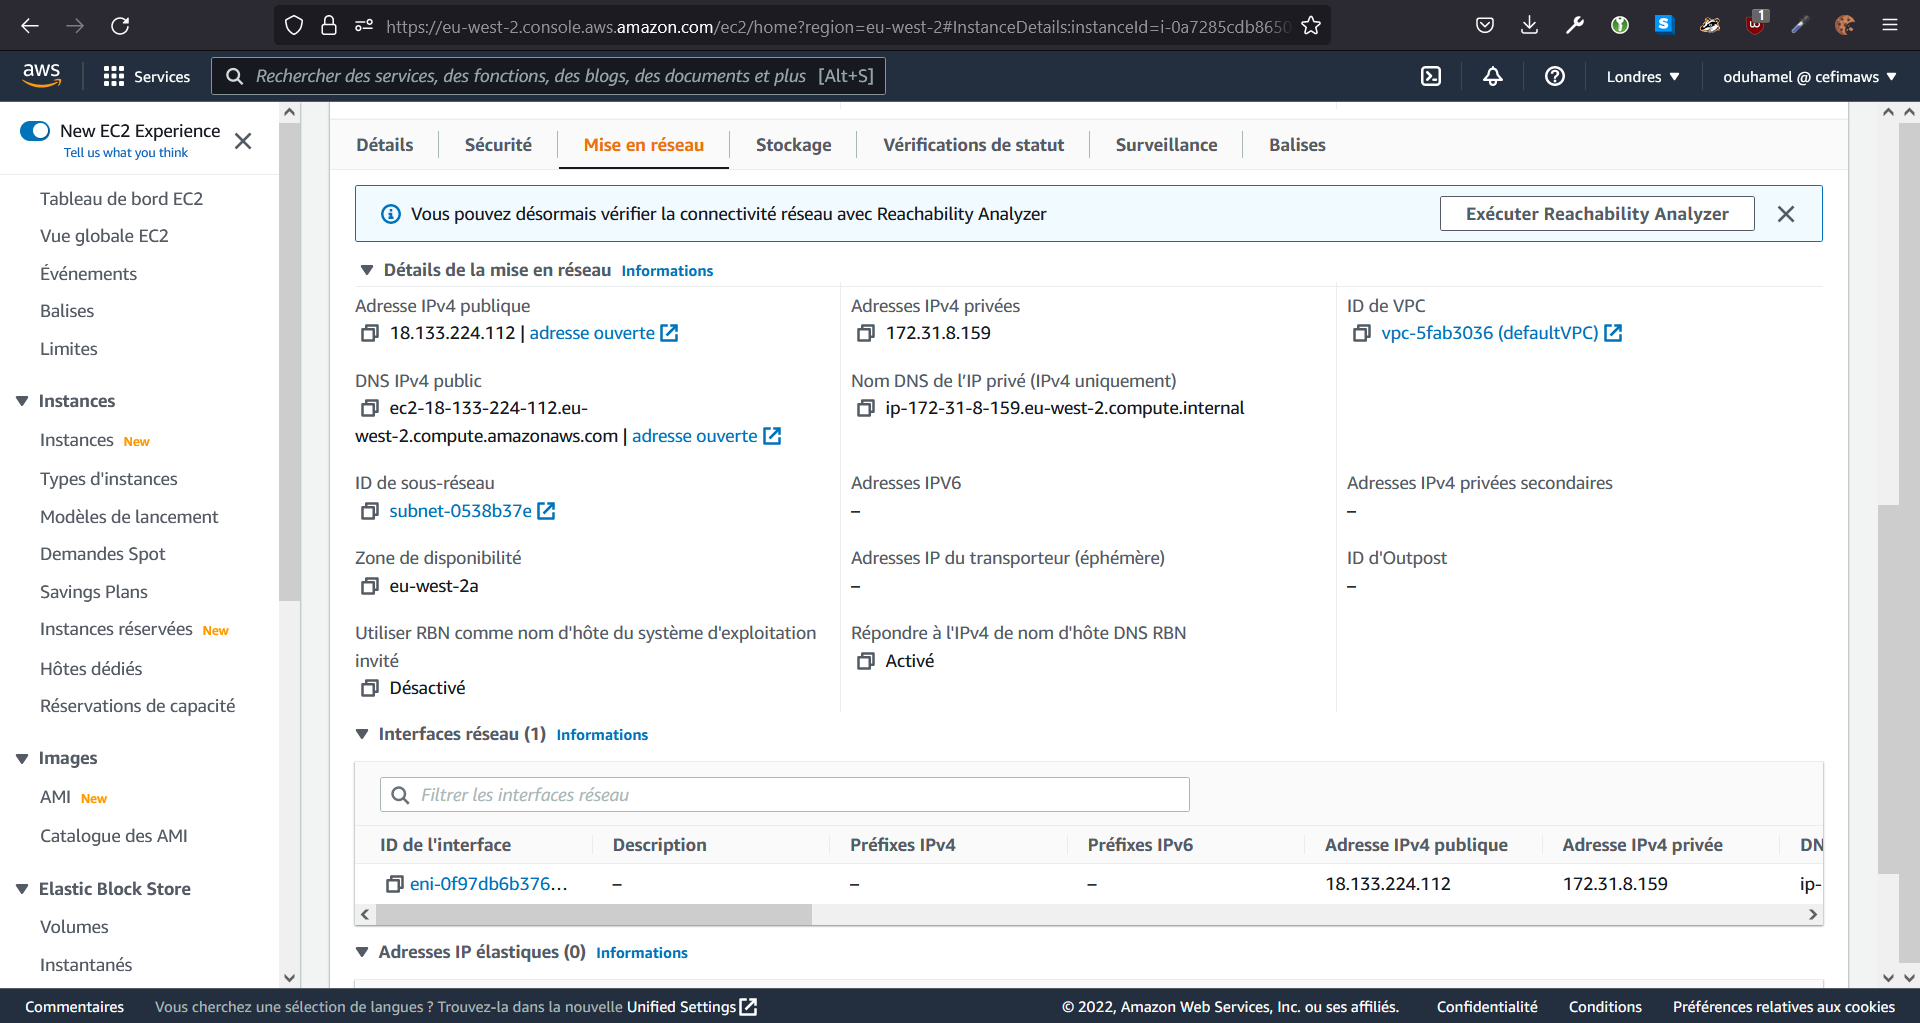 https://eu-west-2.console.aws.amazon.com/ec2/home?region=eu-west-2#InstanceDetails:instanceId=i-0a7285cdb8650
1
aws
Services
Rechercher des services, des fonctions, des blogs, des documents et plus [Alt+S]
Londres
oduhamel @ cefimaws
New EC2 Experience
Tell us what you think
Tableau de bord EC2
Vue globale EC2
Événements
Balises
Limites
Instances
Instances New
Types d'instances
Modèles de lancement
Demandes Spot
Savings Plans
Instances réservées New
Hôtes dédiés
Réservations de capacité
Images
AMI New
Catalogue des AMI
Elastic Block Store
Volumes
Instantanés
Détails
Sécurité
Mise en réseau
Stockage
Vérifications de statut
Surveillance
Balises
Vous pouvez désormais vérifier la connectivité réseau avec Reachability Analyzer
Exécuter Reachability Analyzer
Détails de la mise en réseau Informations
Adresse IPv4 publique
18.133.224.112 | adresse ouverte
Adresses IPv4 privées
172.31.8.159
ID de VPC
vpc-5fab3036 (defaultVPC)
DNS IPv4 public
ec2-18-133-224-112.eu-
west-2.compute.amazonaws.com | adresse ouverte
Nom DNS de l'IP privé (IPv4 uniquement)
ip-172-31-8-159.eu-west-2.compute.internal
ID de sous-réseau
subnet-0538b37e
Adresses IPV6
–
Adresses IPv4 privées secondaires
–
Zone de disponibilité
eu-west-2a
Adresses IP du transporteur (éphémère)
–
ID d'Outpost
–
Utiliser RBN comme nom d'hôte du système d'exploitation
invité
Désactivé
Répondre à l'IPv4 de nom d'hôte DNS RBN
Activé
Interfaces réseau (1) Informations
Filtrer les interfaces réseau
ID de l'interface
Description
Préfixes IPv4
Préfixes IPv6
Adresse IPv4 publique
Adresse IPv4 privée
DN
eni-0f97db6b376...
–
–
–
18.133.224.112
172.31.8.159
ip-
Adresses IP élastiques (0) Informations
Commentaires
Vous cherchez une sélection de langues ? Trouvez-la dans la nouvelle Unified Settings
© 2022, Amazon Web Services, Inc. ou ses affiliés.
Confidentialité
Conditions
Préférences relatives aux cookies